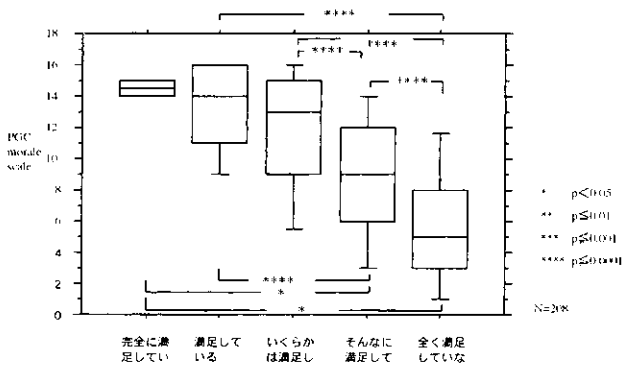 ****
18
16
14
12
10
8
6
4
2
0
PGC
morale
scale
****
****
****
****
*
*
* p<0.05
** p≦0.01
*** p≦0.001
**** p≦0.0001
N=208
完全に満
足してい
満足して
いる
いくらか
は満足し
そんなに
満足して
全く満足
していな